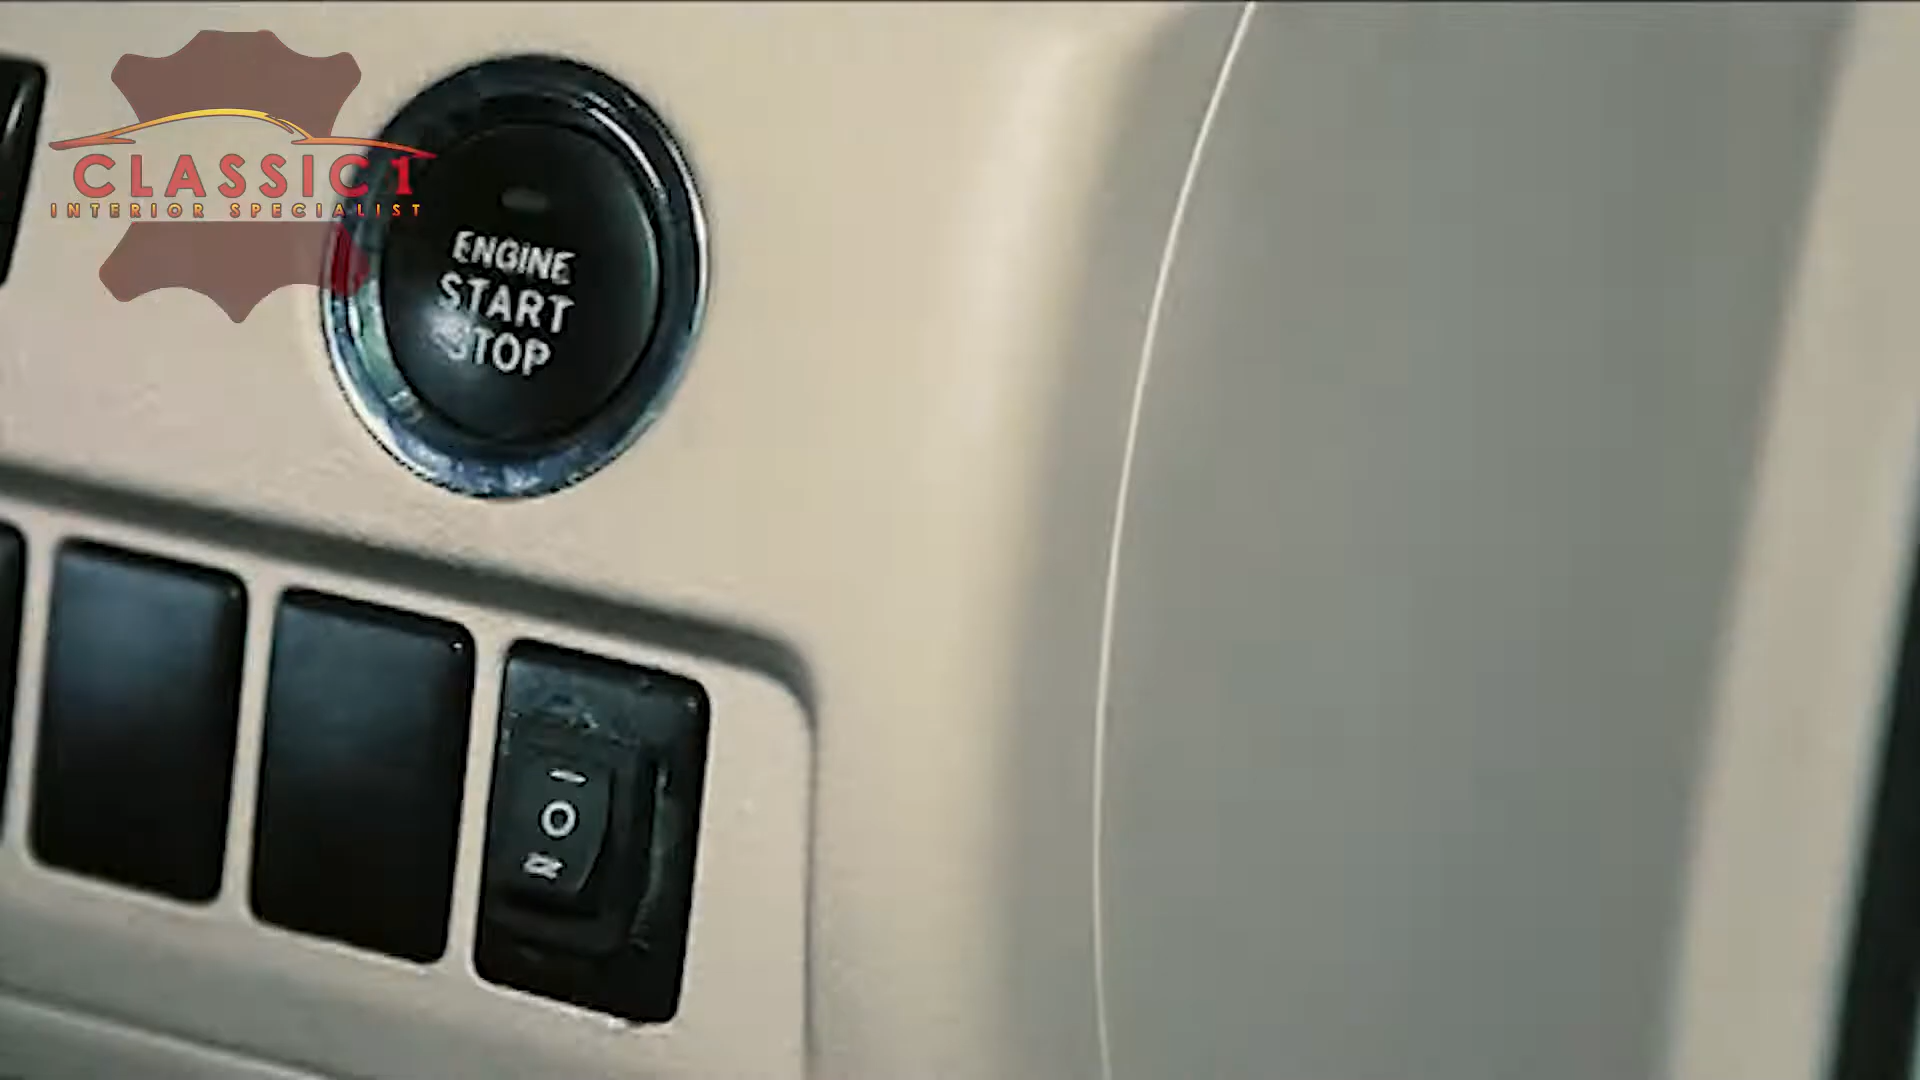 CLASSIC 1
INTERIOR SPECIALIST
ENGINE
START
STOP